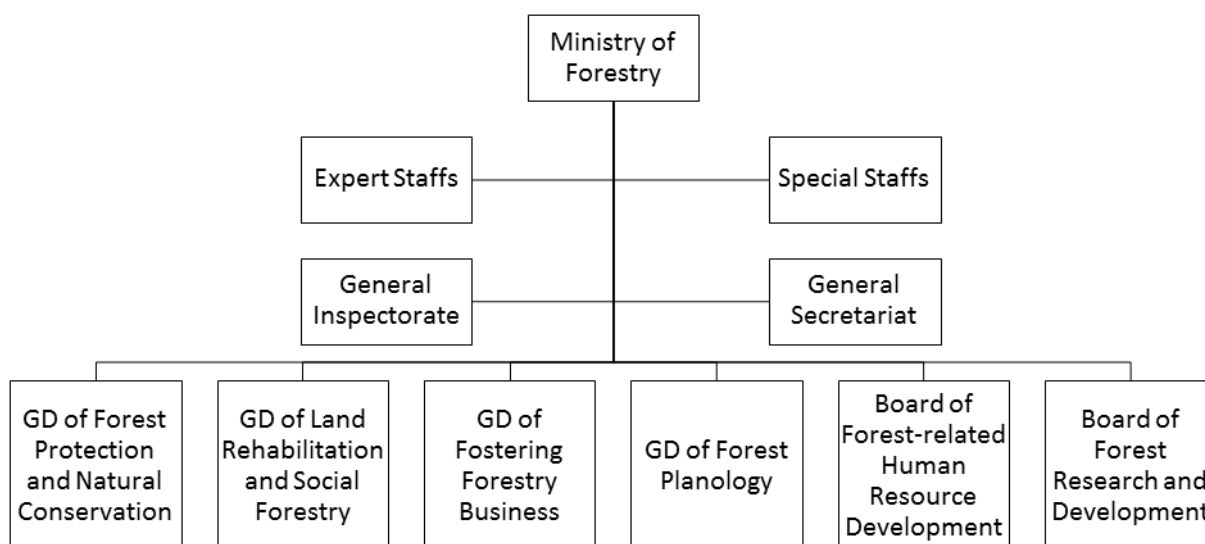 Ministry of
Forestry
Expert Staffs
Special Staffs
General
Inspectorate
General
Secretariat
GD of Forest
Protection
and Natural
Conservation
GD of Land
Rehabilitation
and Social
Forestry
GD of
Fostering
Forestry
Business
GD of Forest
Planology
Board of
Forest-related
Human
Resource
Development
Board of
Forest
Research and
Development